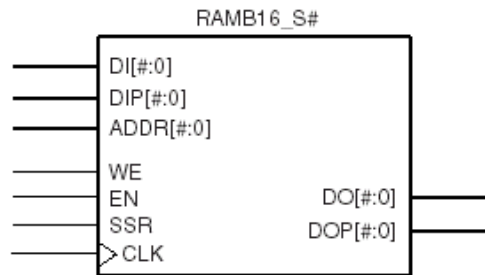 RAMB16_S#
DI[#:0]
DIP[#:0]
ADDR[#:0]
WE
EN
DO[#:0]
SSR
DOP[#:0]
CLK